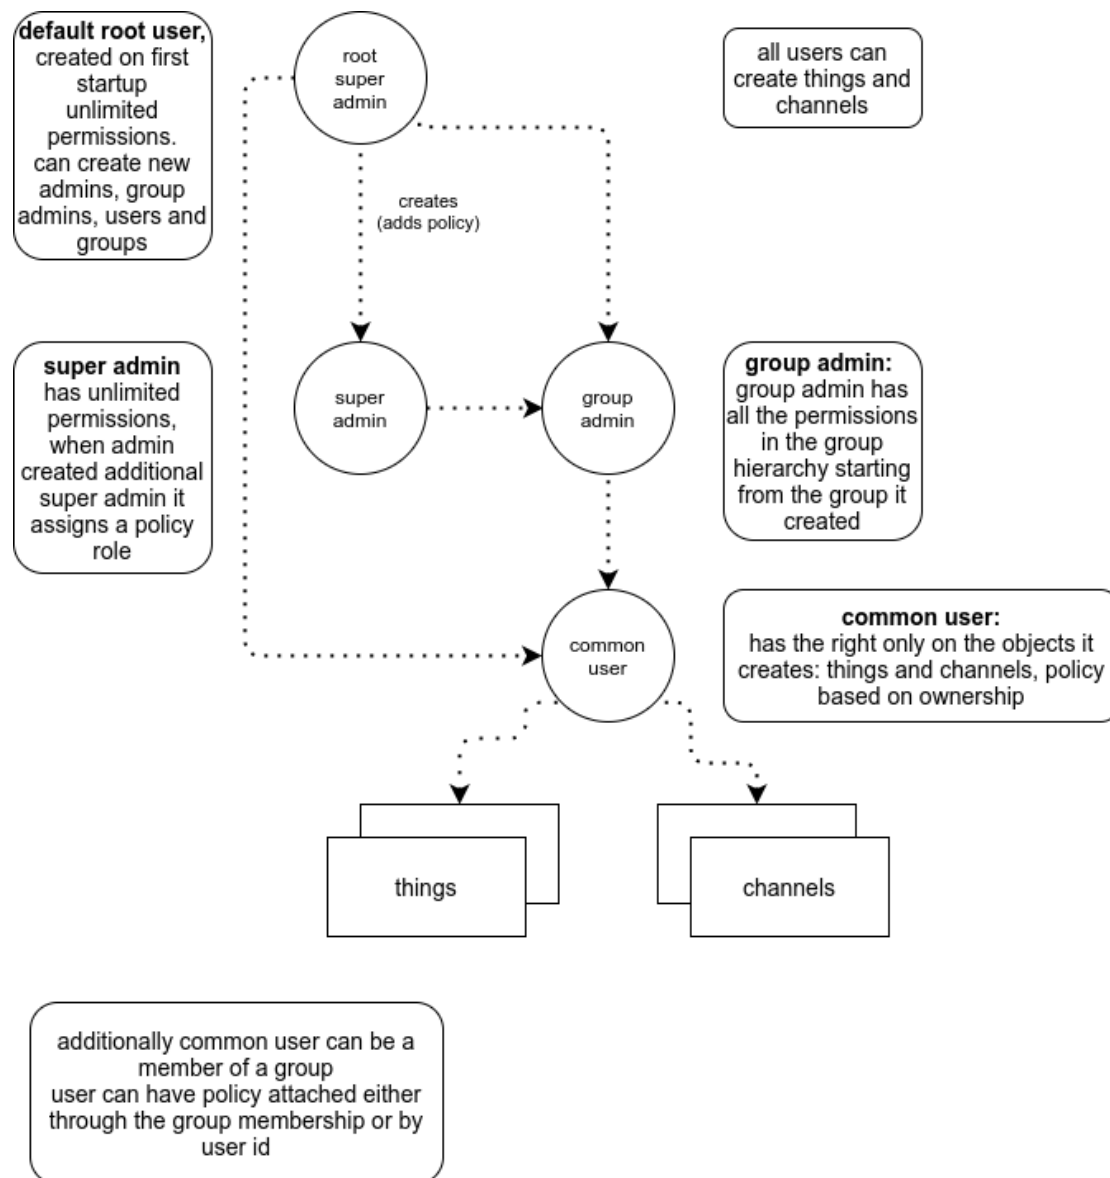 default root user,
created on first
startup
unlimited
permissions.
can create new
admins, group
admins, users and
groups
root
super
admin
all users can
create things and
channels
creates
(adds policy)
super admin
has unlimited
permissions,
when admin
created additional
super admin it
assigns a policy
role
super
admin
group
admin
group admin:
group admin has
all the permissions
in the group
hierarchy starting
from the group it
created
common
user
common user:
has the right only on the objects it
creates: things and channels, policy
based on ownership
things
channels
additionally common user can be a
member of a group
user can have policy attached either
through the group membership or by
user id